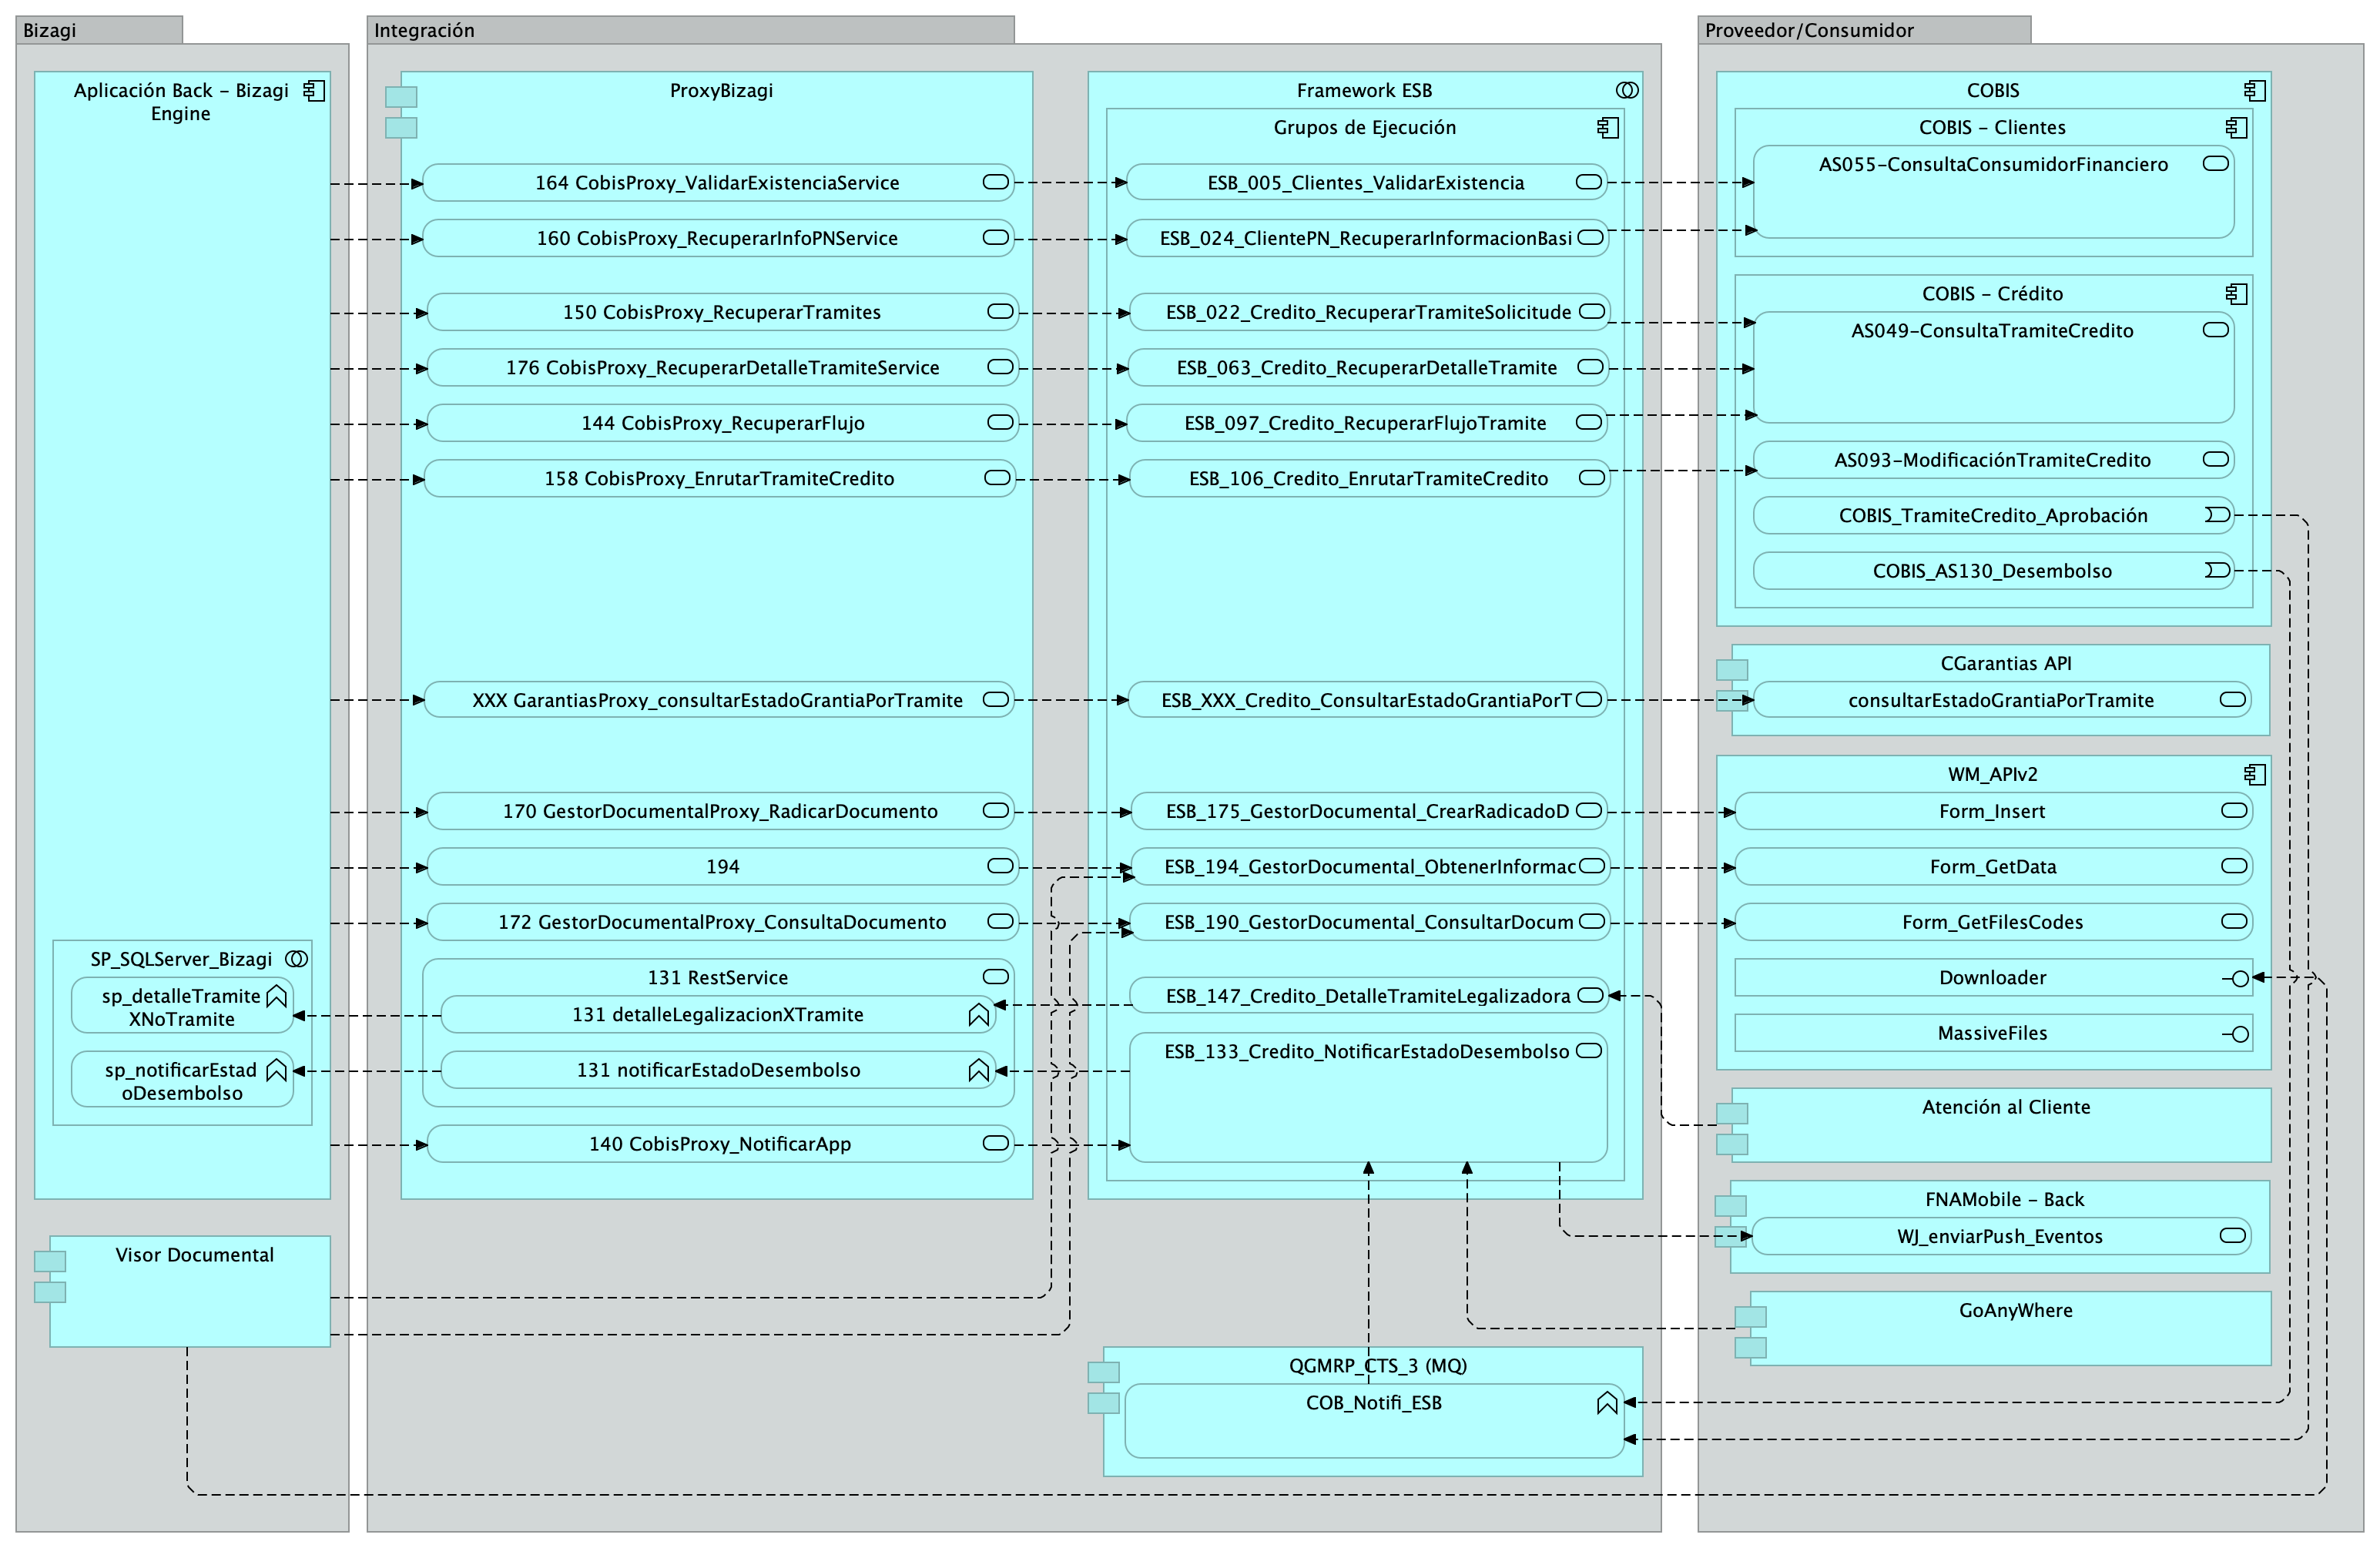 Bizagi
Aplicación Back - Bizagi
Engine
SP_SQLServer_Bizagi
sp_detalleTramite
XNoTramite
sp_notificarEstad
oDesembolso
Visor Documental
Integración
ProxyBizagi
164 CobisProxy_ValidarExistenciaService
160 CobisProxy_RecuperarInfoPNService
150 CobisProxy_RecuperarTramites
176 CobisProxy_RecuperarDetalleTramiteService
144 CobisProxy_RecuperarFlujo
158 CobisProxy_EnrutarTramiteCredito
XXX GarantiasProxy_consultarEstadoGrantiaPorTramite
170 GestorDocumentalProxy_RadicarDocumento
194
172 GestorDocumentalProxy_ConsultaDocumento
131 RestService
131 detalleLegalizacionXTramite
131 notificarEstadoDesembolso
140 CobisProxy_NotificarApp
Framework ESB
Grupos de Ejecución
ESB_005_Clientes_ValidarExistencia
ESB_024_ClientePN_RecuperarInformacionBasi
ESB_022_Credito_RecuperarTramiteSolicitude
ESB_063_Credito_RecuperarDetalleTramite
ESB_097_Credito_RecuperarFlujoTramite
ESB_106_Credito_EnrutarTramiteCredito
ESB_XXX_Credito_ConsultarEstadoGrantiaPorT
ESB_175_GestorDocumental_CrearRadicadoD
ESB_194_GestorDocumental_ObtenerInformac
ESB_190_GestorDocumental_ConsultarDocum
ESB_147_Credito_DetalleTramiteLegalizadora
ESB_133_Credito_NotificarEstadoDesembolso
QGMRP_CTS_3 (MQ)
COB_Notifi_ESB
Proveedor/Consumidor
COBIS
COBIS - Clientes
AS055-ConsultaConsumidorFinanciero
COBIS - Crédito
AS049-ConsultaTramiteCredito
AS093-ModificaciónTramiteCredito
COBIS_TramiteCredito_Aprobación
COBIS_AS130_Desembolso
CGarantias API
consultarEstadoGrantiaPorTramite
WM_APIv2
Form_Insert
Form_GetData
Form_GetFilesCodes
Downloader
MassiveFiles
Atención al Cliente
FNAMobile - Back
WJ_enviarPush_Eventos
GoAnyWhere